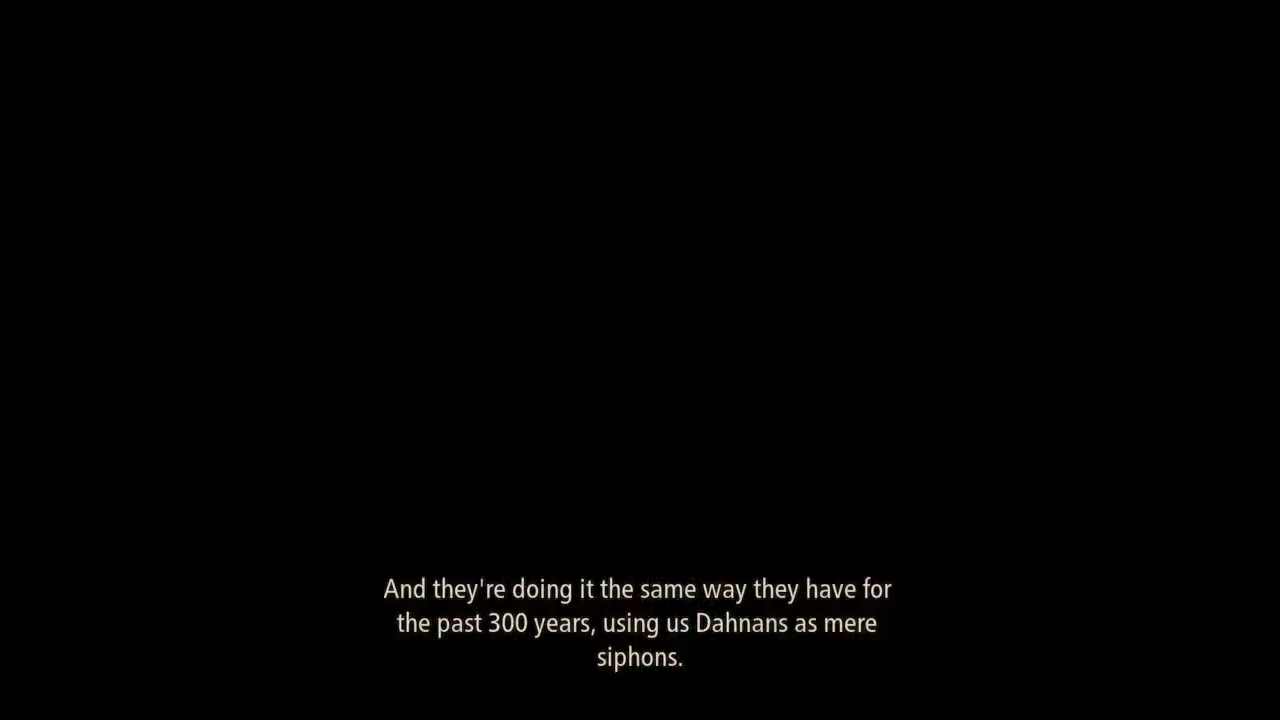 And they're doing it the same way they have for
the past 300 years, using us Dahnans as mere
siphons.